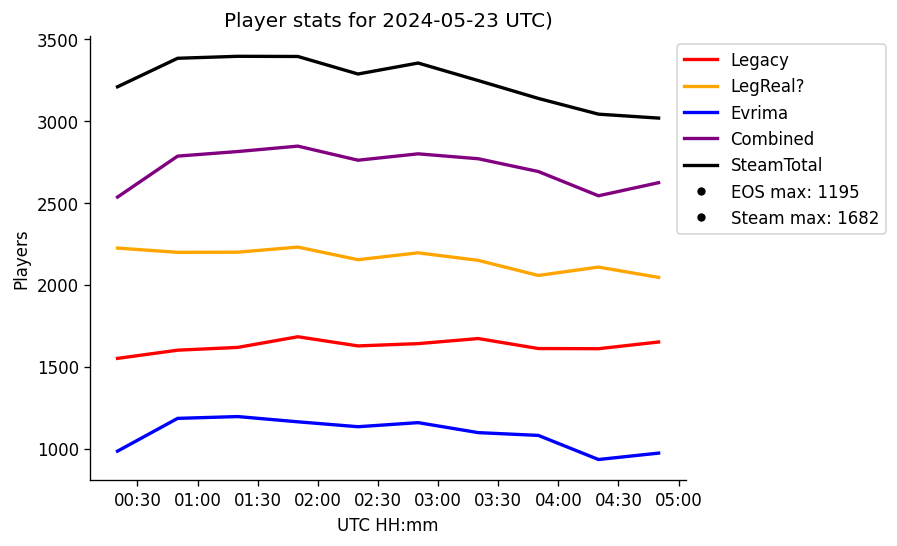 Player stats for 2024-05-23 UTC)
3500
3000
2500
2000
1500
1000
Players
00:30 01:00 01:30 02:00 02:30 03:00 03:30 04:00 04:30 05:00
UTC HH:mm
Legacy
LegReal?
Evrima
Combined
SteamTotal
EOS max: 1195
Steam max: 1682